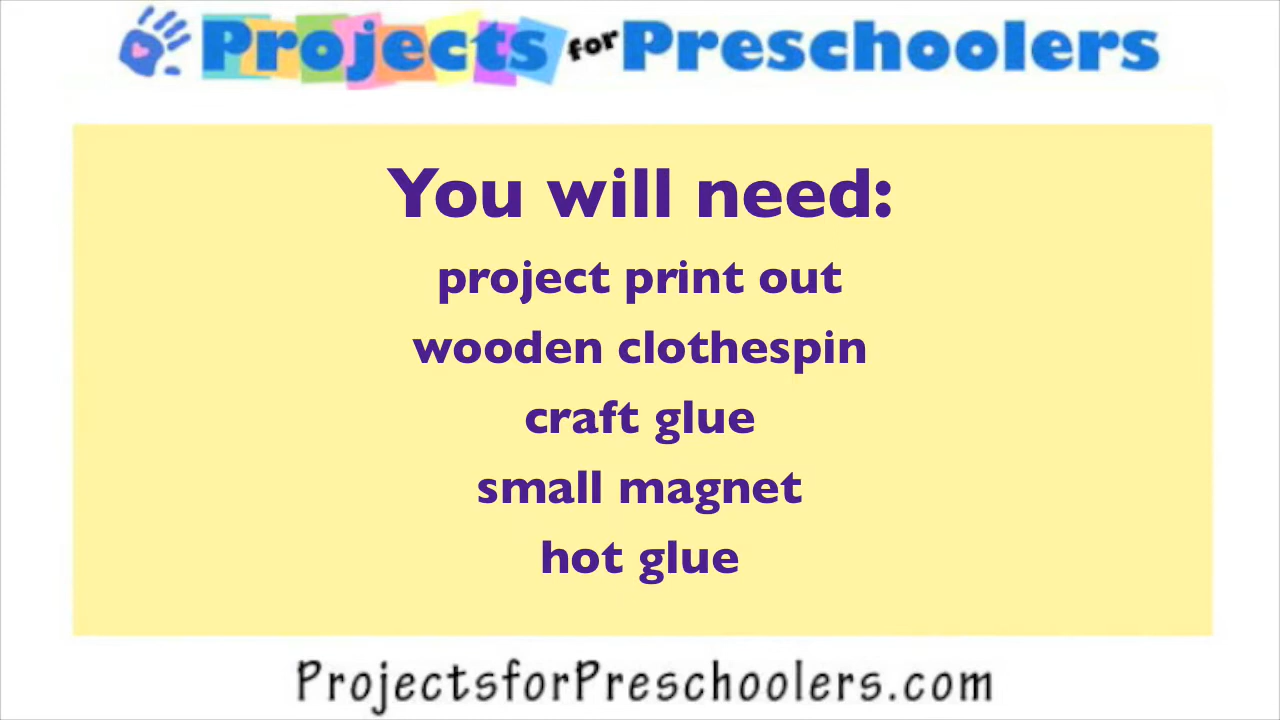 Projects for Preschoolers
You will need:
project print out
wooden clothespin
craft glue
small magnet
hot glue
ProjectsforPreschoolers.com